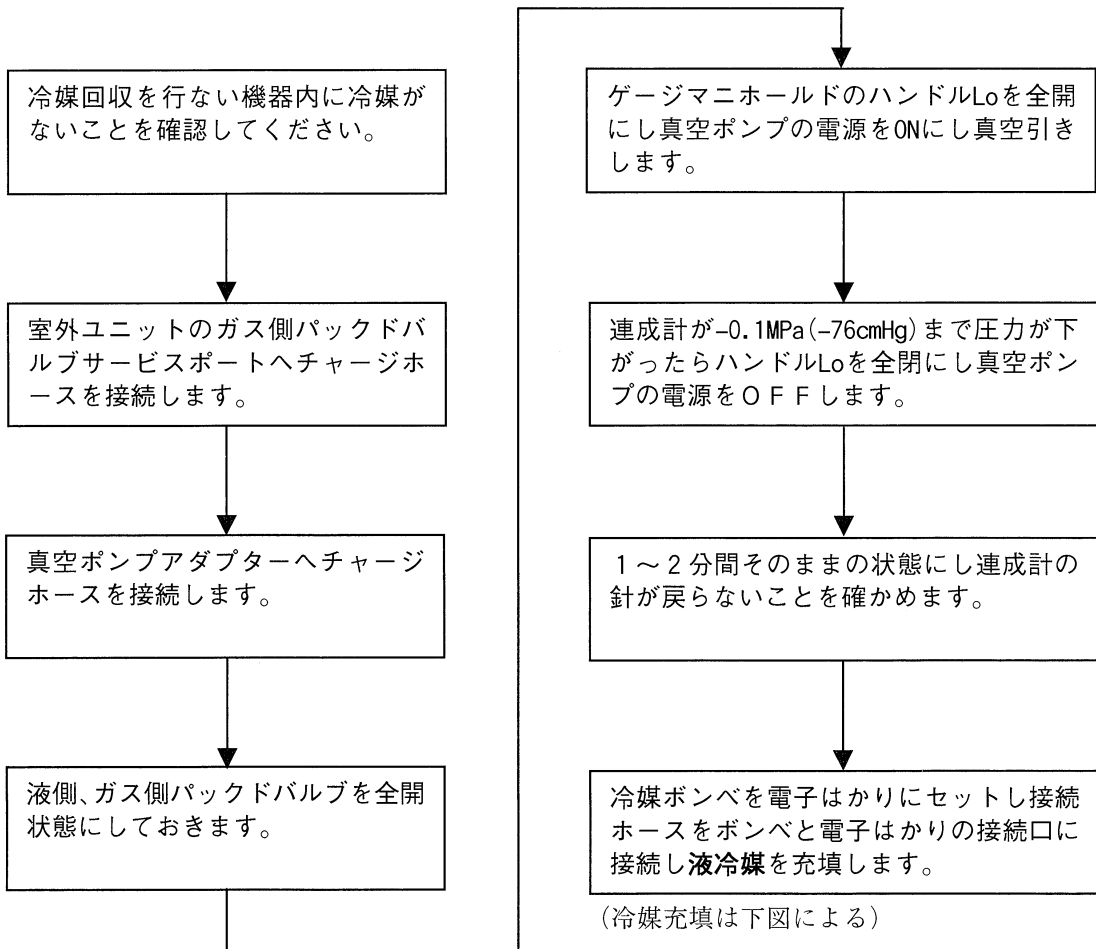 冷媒回収を行ない機器内に冷媒が
ないことを確認してください。
室外ユニットのガス側パックドバ
ルブサービスポートへチャージホ
ースを接続します。
真空ポンプアダプターへチャージ
ホースを接続します。
液側、ガス側パックドバルブを全開
状態にしておきます。
ゲージマニホールドのハンドルLoを全開
にし真空ポンプの電源をONにし真空引き
します。
連成計が-0.1MPa(-76cmHg)まで圧力が下
がったらハンドルLoを全閉にし真空ポン
プの電源をＯＦＦします。
１～２分間そのままの状態にし連成計の
針が戻らないことを確かめます。
冷媒ボンベを電子はかりにセットし接続
ホースをボンベと電子はかりの接続口に
接続し液冷媒を充填します。
(冷媒充填は下図による)